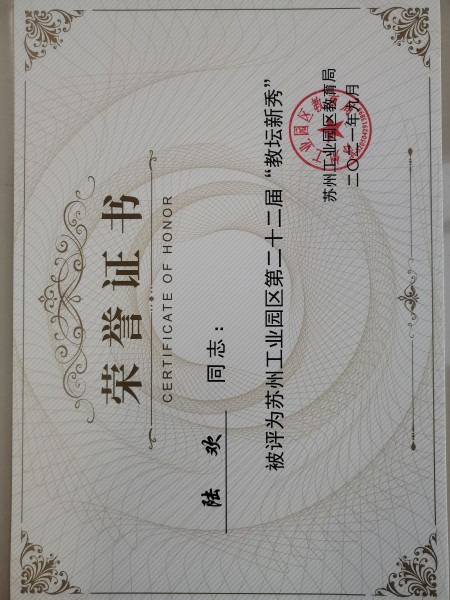 荣誉证书
CERTIFICATE OF HONOR
陆欢 同志：
被评为苏州工业园区第二十二届“教坛新秀”
苏州工业园区教育局
二〇二一年九月